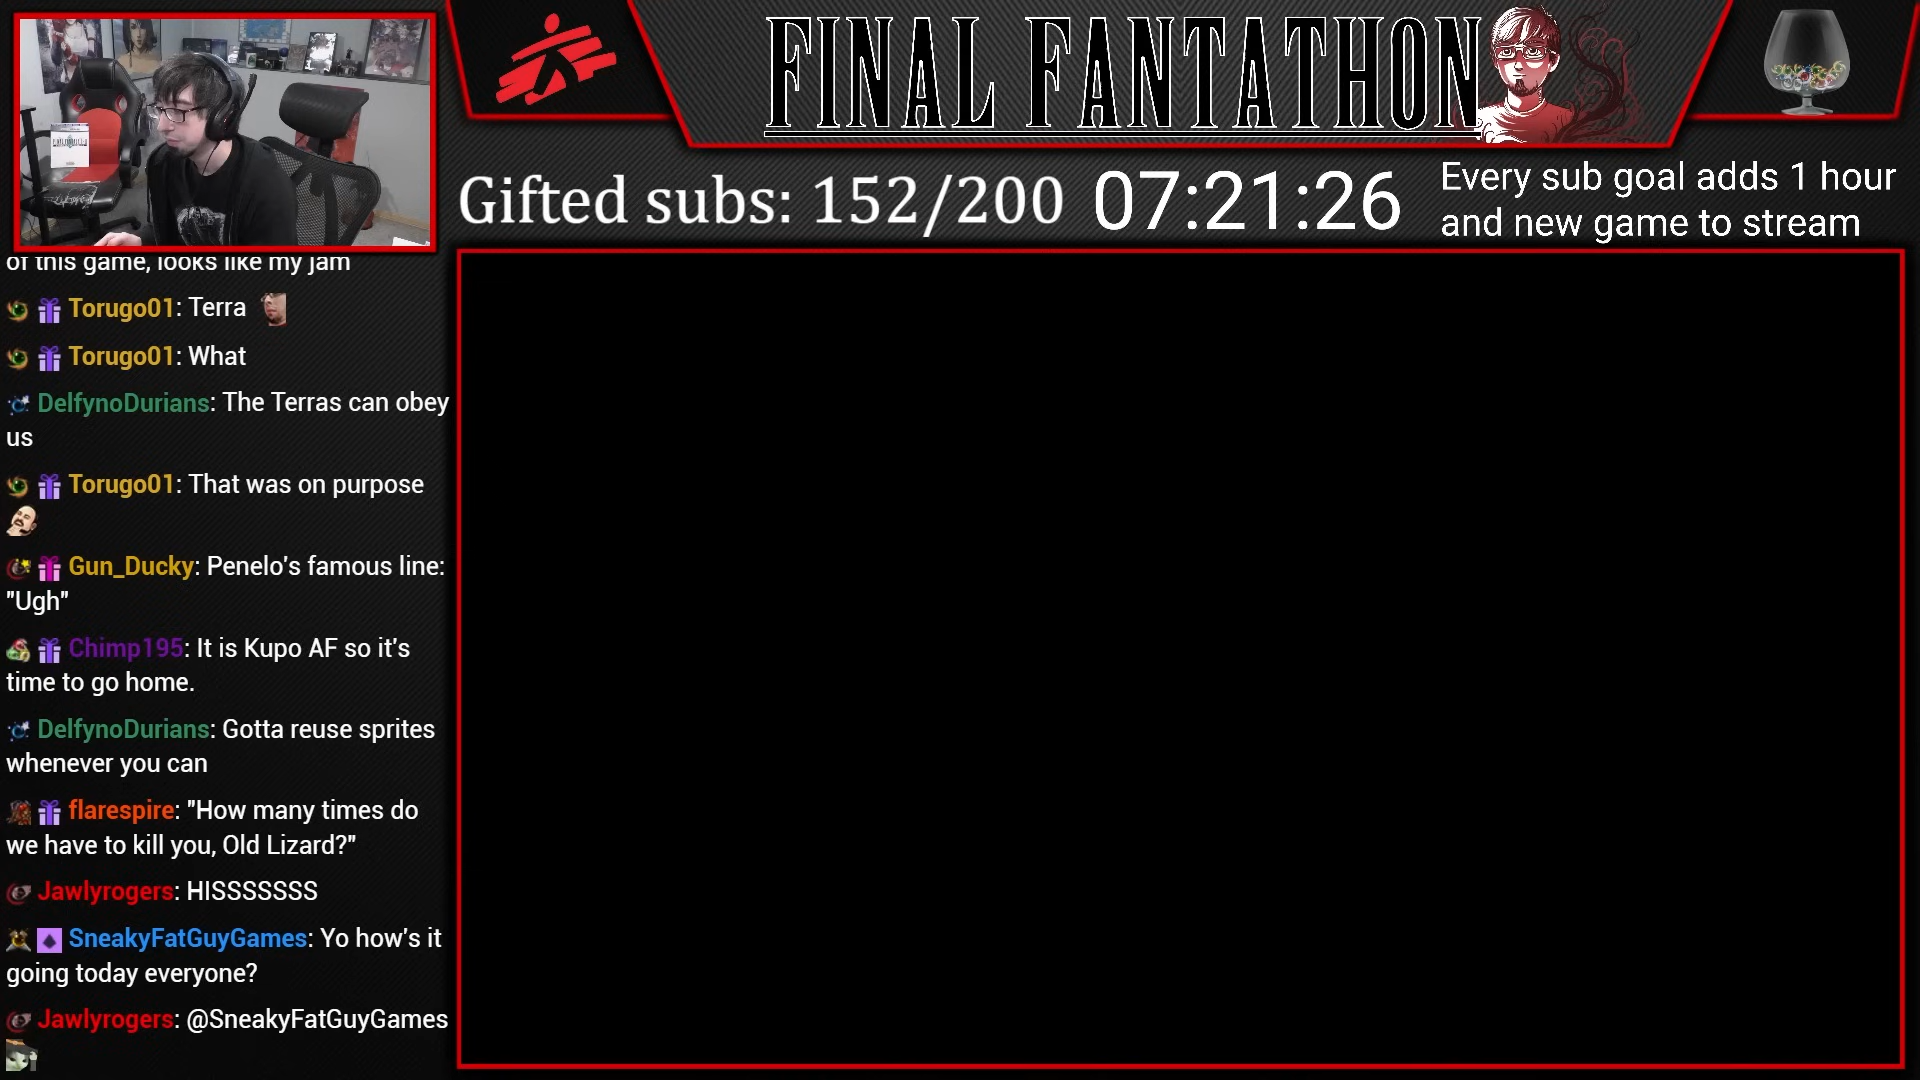 FINAL FANTATHON
Gifted subs: 152/200
07:21:26
Every sub goal adds 1 hour
and new game to stream
of this game, looks like my jam
Torugo01: Terra
Torugo01: What
DelfynoDurians: The Terras can obey
us
Torugo01: That was on purpose
Gun_Ducky: Penelo's famous line:
"Ugh"
Chimp195: It is Kupo AF so it's
time to go home.
DelfynoDurians: Gotta reuse sprites
whenever you can
flarespire: "How many times do
we have to kill you, Old Lizard?"
Jawlyrogers: HISSSSSSS
SneakyFatGuyGames: Yo how's it
going today everyone?
Jawlyrogers: @SneakyFatGuyGames